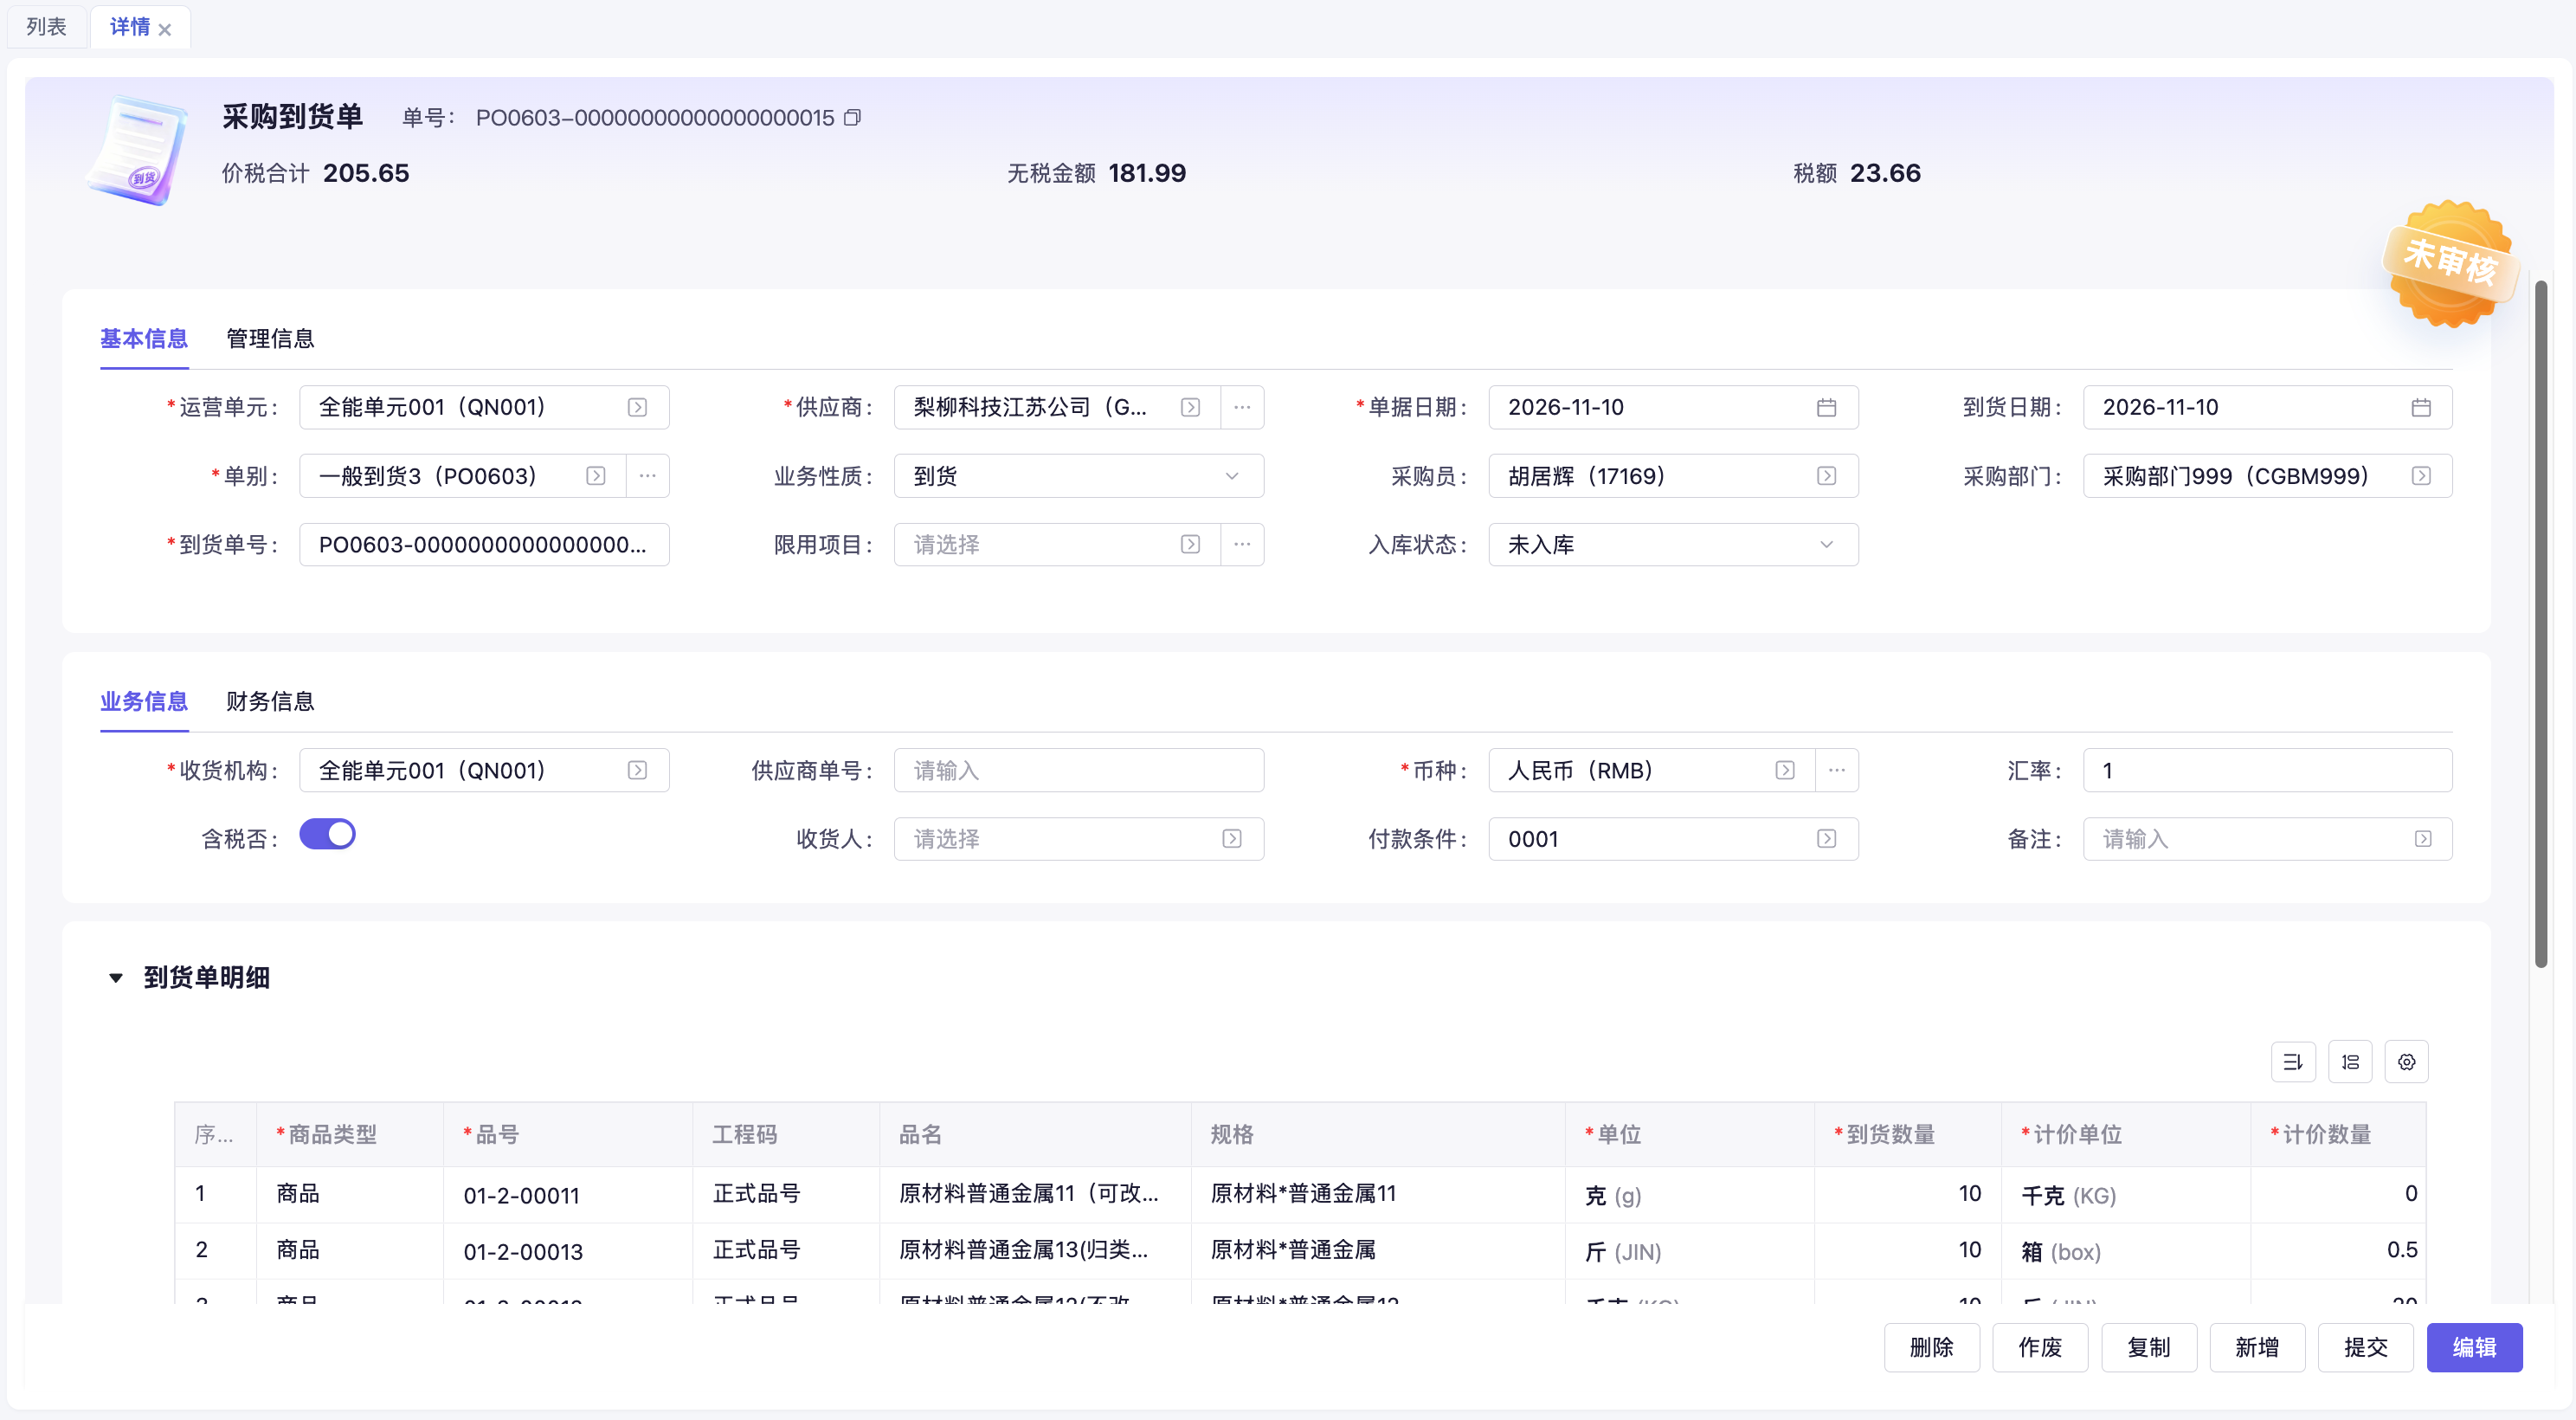 列表 详情
采购到货单 单号： PO0603-00000000000000000015
到货
价税合计 205.65 无税金额 181.99 税额 23.66
未审核
基本信息 管理信息
*运营单元： 全能单元001（QN001） *供应商： 梨柳科技江苏公司（G... *单据日期： 2026-11-10 到货日期： 2026-11-10
*单别： 一般到货3（PO0603） 业务性质： 到货 采购员： 胡居辉（17169） 采购部门： 采购部门999（CGBM999）
*到货单号： PO0603-0000000000000000... 限用项目： 请选择 入库状态： 未入库
业务信息 财务信息
*收货机构： 全能单元001（QN001） 供应商单号： 请输入 *币种： 人民币（RMB） 汇率： 1
含税否： 收货人： 请选择 付款条件： 0001 备注： 请输入
到货单明细
序... *商品类型 *品号 工程码 品名 规格 *单位 *到货数量 *计价单位 *计价数量
1 商品 01-2-00011 正式品号 原材料普通金属11（可改... 原材料*普通金属11 克 (g) 10 千克 (KG) 0
2 商品 01-2-00013 正式品号 原材料普通金属13(归类... 原材料*普通金属 斤 (JIN) 10 箱 (box) 0.5
删除 作废 复制 新增 提交 编辑